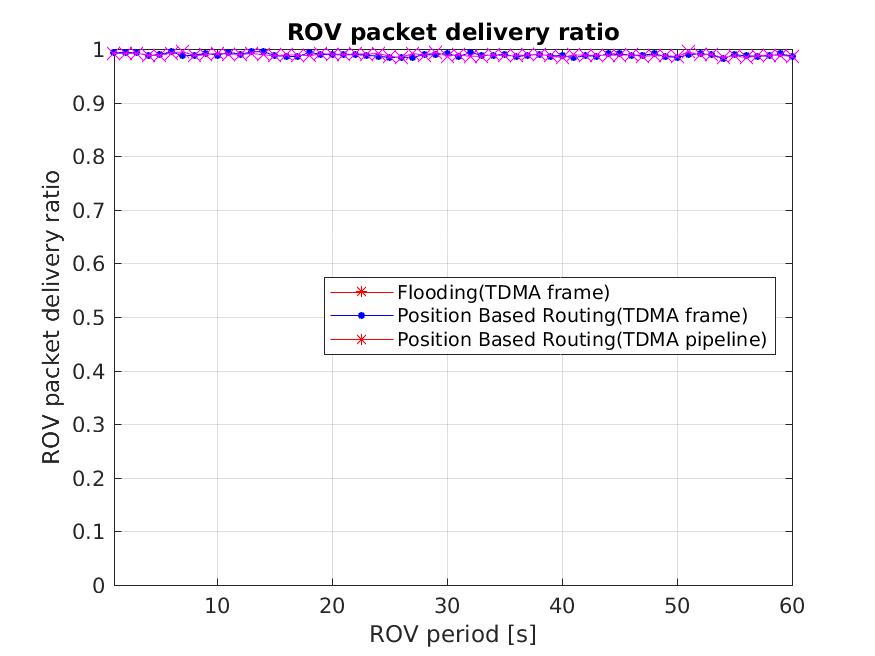 ROV packet delivery ratio
1
0.9
0.8
0.7
0.6
0.5
0.4
0.3
0.2
0.1
0
ROV packet delivery ratio
Flooding(TDMA frame)
Position Based Routing(TDMA frame)
Position Based Routing(TDMA pipeline)
10 20 30 40 50 60
ROV period [s]